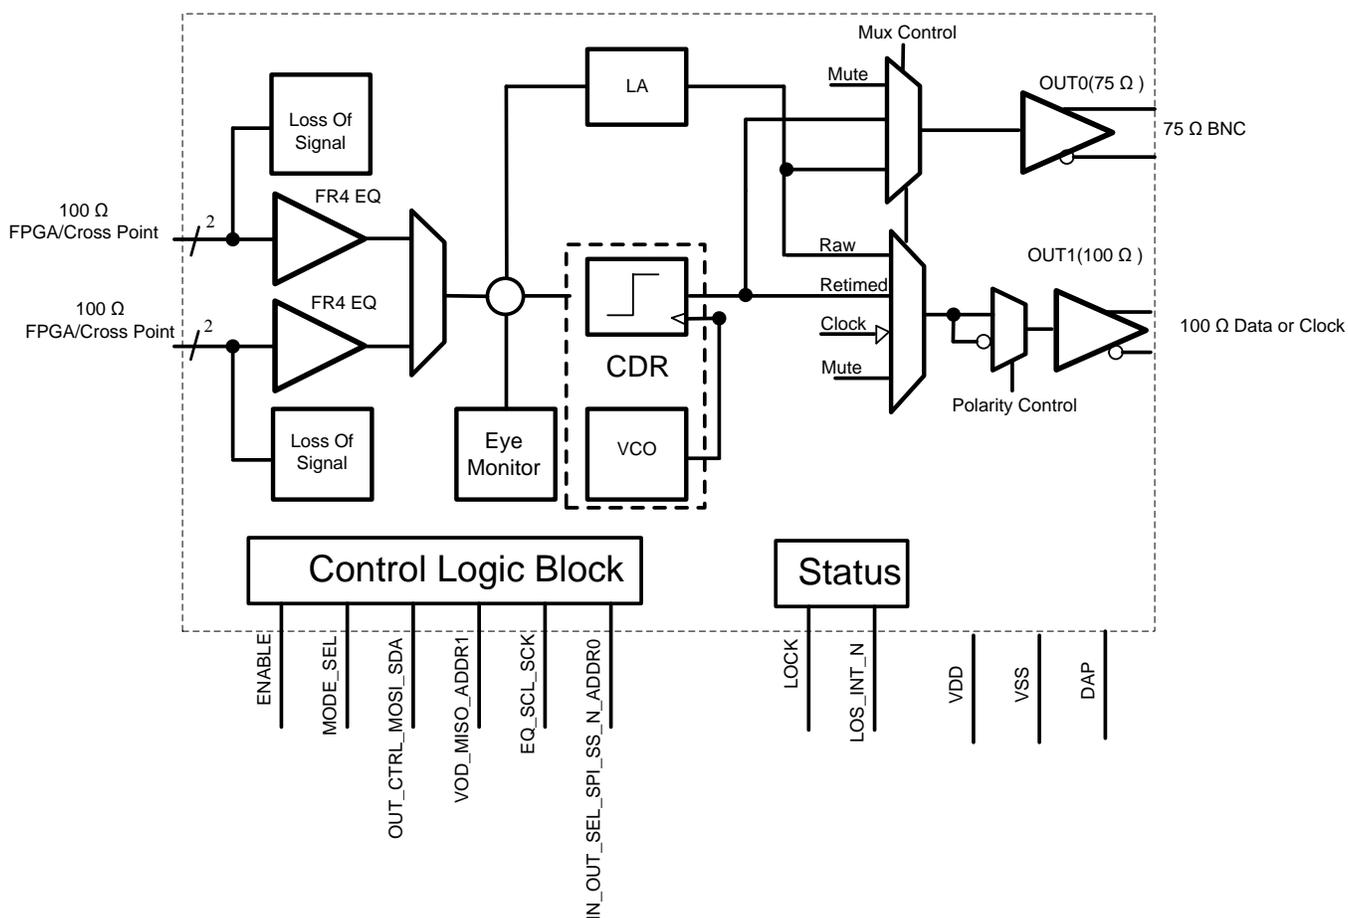 Mux Control
Mute
OUT0(75 Ω )
75 Ω BNC
LA
Loss Of
Signal
FR4 EQ
100 Ω
FPGA/Cross Point
2
Raw
OUT1(100 Ω )
Retimed
FR4 EQ
100 Ω
FPGA/Cross Point
2
Clock
100 Ω Data or Clock
CDR
Mute
Polarity Control
Loss Of
Signal
Eye
Monitor
VCO
Control Logic Block
Status
ENABLE
MODE_SEL
OUT_CTRL_MOSI_SDA
VOD_MISO_ADDR1
EQ_SCL_SCK
IN_OUT_SEL_SPI_SS_N_ADDR0
LOCK
LOS_INT_N
VDD
VSS
DAP